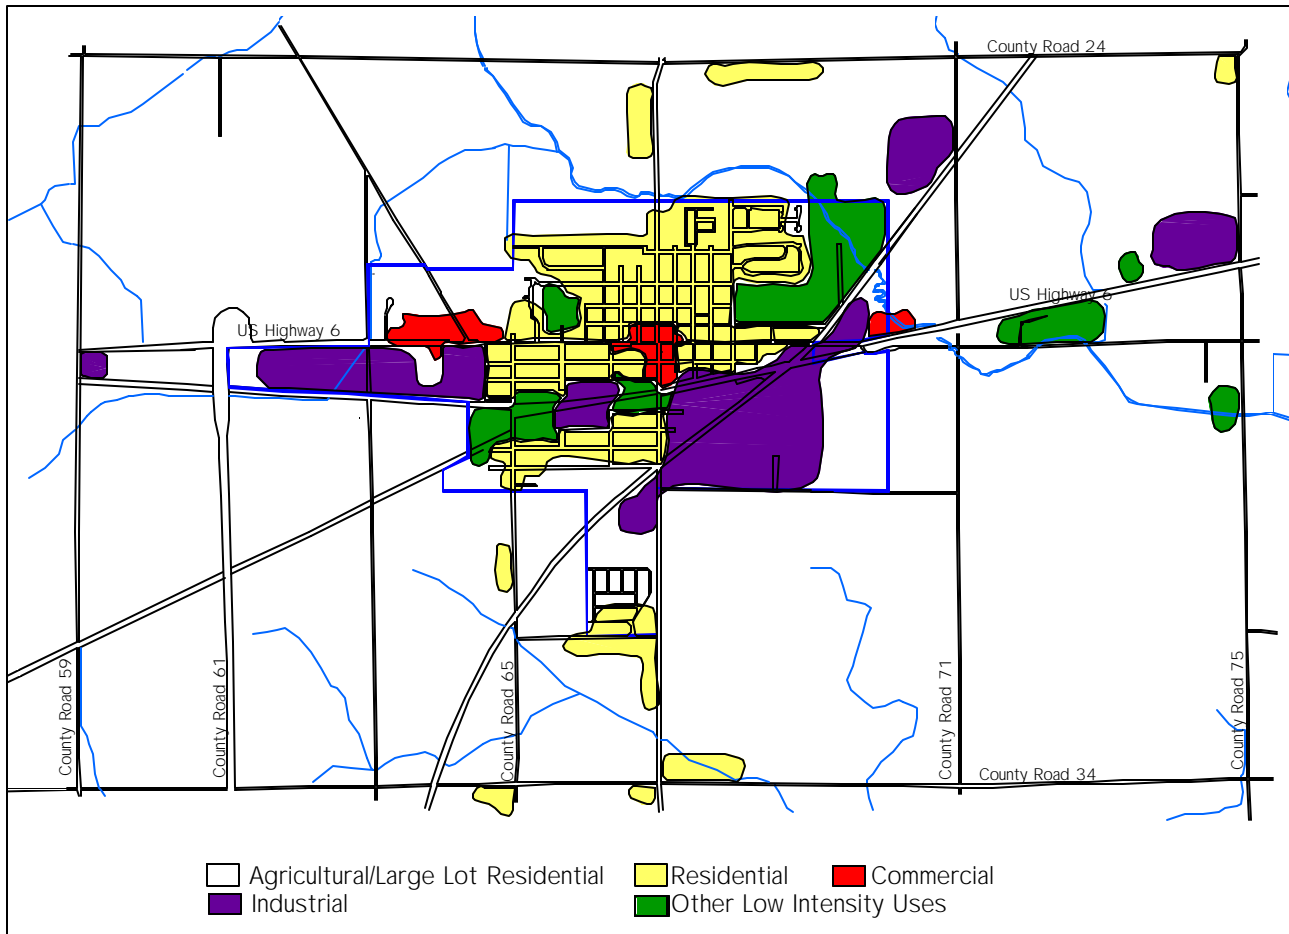 County Road 24
US Highway 6
US Highway 6
County Road 59
County Road 61
County Road 65
County Road 71
County Road 75
County Road 34
Agricultural/Large Lot Residential
Residential
Commercial
Industrial
Other Low Intensity Uses